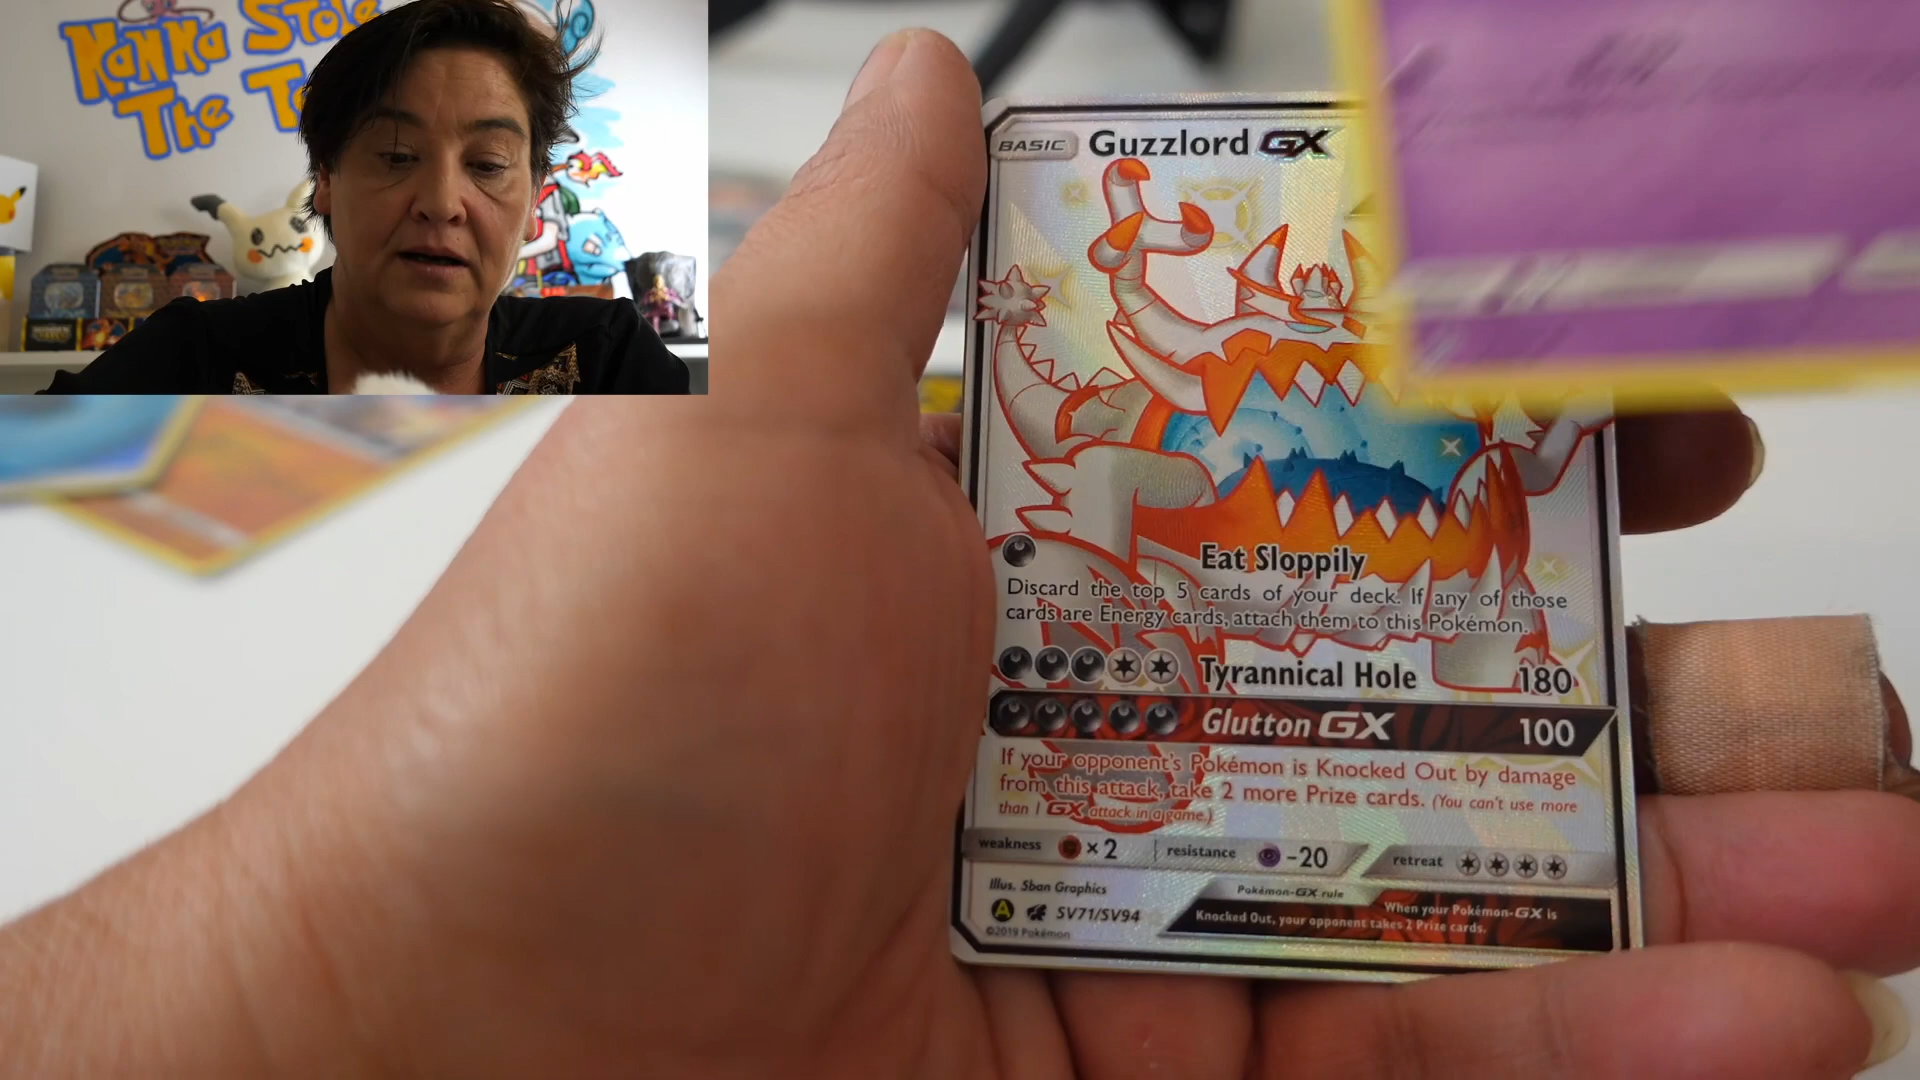 Nanna Stole
The
BASIC Guzzlord GX
Eat Sloppily
Discard the top 5 cards of your deck. If any of those
cards are Energy cards, attach them to this Pokémon.
Tyrannical Hole 180
Glutton GX 100
If your opponent's Pokémon is Knocked Out by damage
from this attack, take 2 more Prize cards. (You can't use more
than 1 GX attack in a game.)
weakness ×2 resistance -20 retreat
Illus. Sban Graphics
Pokémon-GX rule
When your Pokémon-GX is
Knocked Out, your opponent takes 2 Prize cards.
A SV71/SV94
©2019 Pokémon